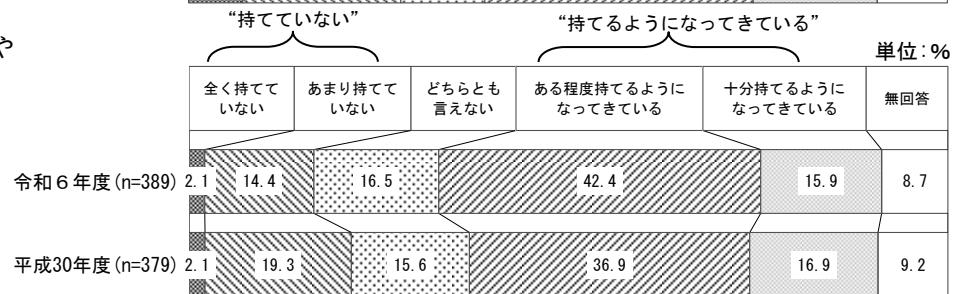 “持てていない” “持てるようになってきている”
や
単位：％
全く持てて あまり持てて どちらとも ある程度持てるように 十分持てるように 無回答
いない いない 言えない なってきている なってきている
令和６年度(n=389) 2.1 14.4 16.5 42.4 15.9 8.7
平成30年度(n=379) 2.1 19.3 15.6 36.9 16.9 9.2